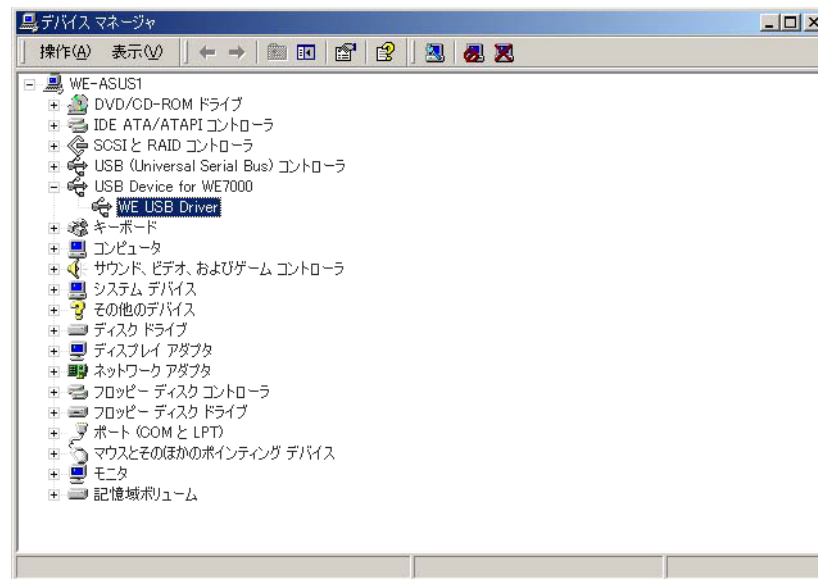 デバイス マネージャ
操作(A) 表示(V)
WE-ASUS1
DVD/CD-ROM ドライブ
IDE ATA/ATAPI コントローラ
SCSI と RAID コントローラ
USB (Universal Serial Bus) コントローラ
USB Device for WE7000
WE USB Driver
キーボード
コンピュータ
サウンド、ビデオ、およびゲーム コントローラ
システム デバイス
その他のデバイス
ディスク ドライブ
ディスプレイ アダプタ
ネットワーク アダプタ
フロッピー ディスク コントローラ
フロッピー ディスク ドライブ
ポート (COM と LPT)
マウスとそのほかのポインティング デバイス
モニタ
記憶域ボリューム